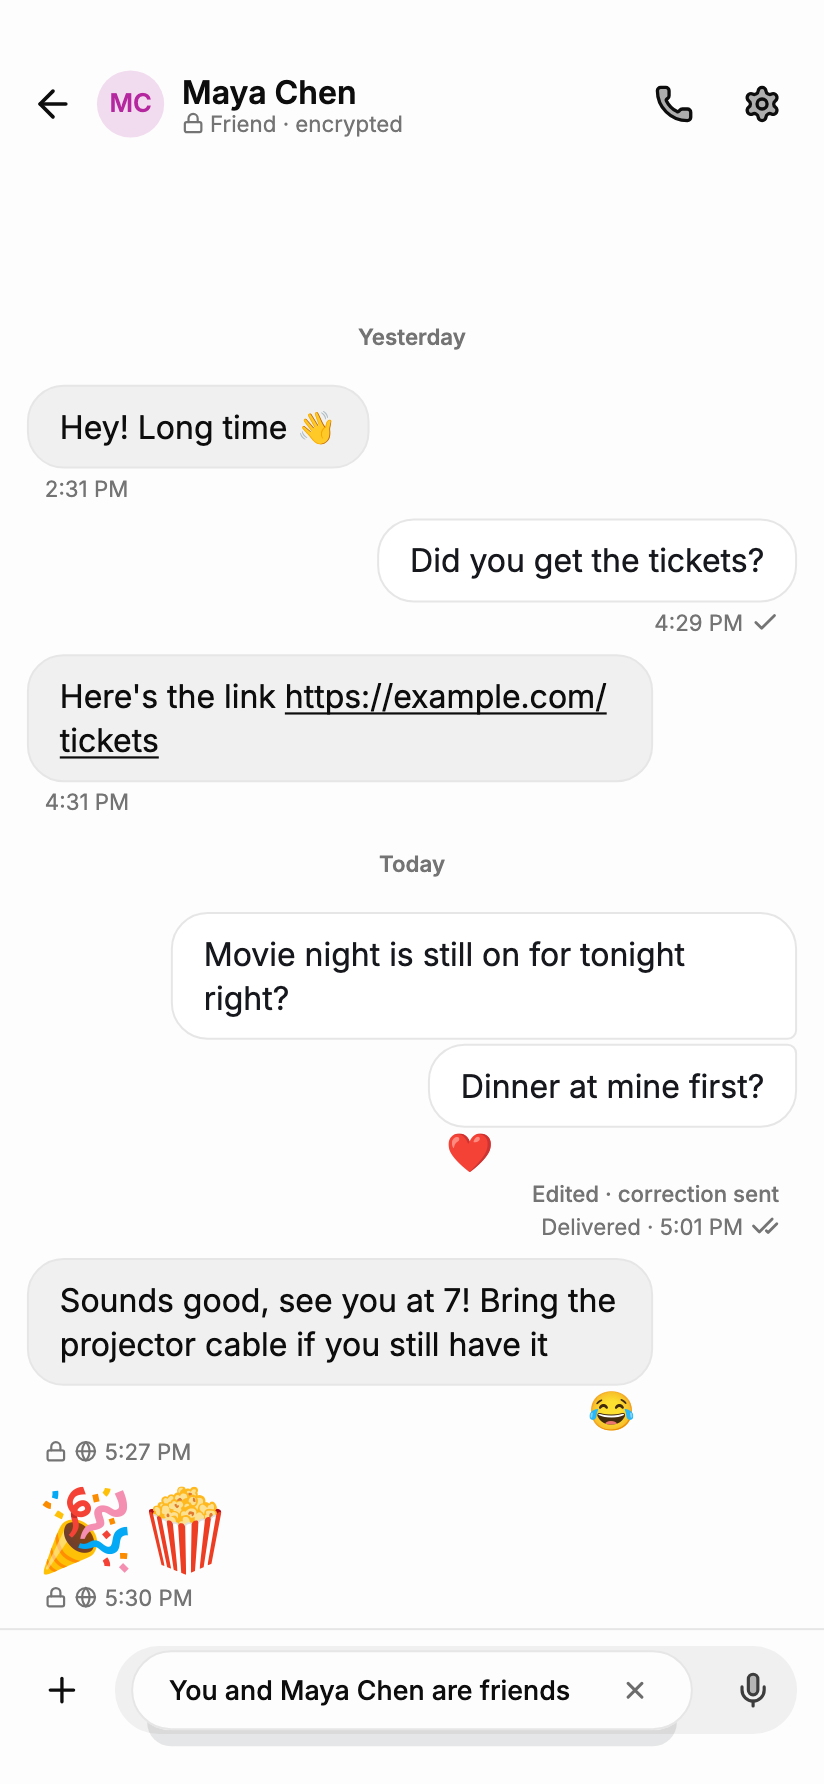 MC
Maya Chen
Friend · encrypted
Yesterday
Hey! Long time 👋
2:31 PM
Did you get the tickets?
4:29 PM
Here's the link https://example.com/
tickets
4:31 PM
Today
Movie night is still on for tonight
right?
Dinner at mine first?
Edited · correction sent
Delivered · 5:01 PM
Sounds good, see you at 7! Bring the
projector cable if you still have it
5:27 PM
5:30 PM
You and Maya Chen are friends